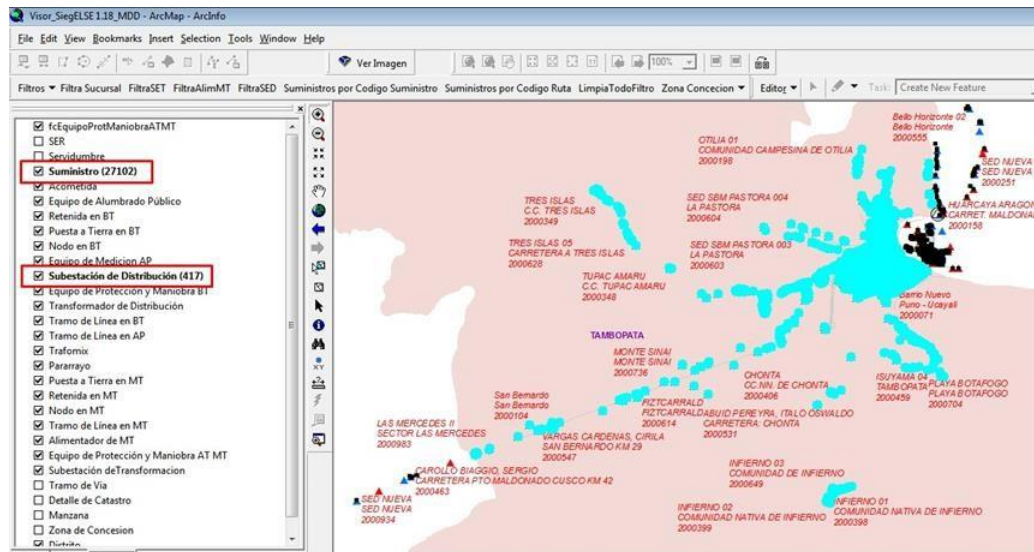 Visor_SiegELSE 1.18_MDD - ArcMap - ArcInfo
File Edit View Bookmarks Insert Selection Tools Window Help
Ver Imagen
100%
Filtros Filtra Sucursal FiltraSET FiltraAlimMT FiltraSED Suministros por Codigo Suministro Suministros por Codigo Ruta LimpiaTodoFiltro Zona Concecion Editor Task: Create New Feature
fcEquipoProtManiobraATMT
SER
Servidumbre
Suministro (27102)
Acometida
Equipo de Alumbrado Público
Retenida en BT
Puesta a Tierra en BT
Nodo en BT
Equipo de Medicion AP
Subestación de Distribución (417)
Equipo de Protección y Maniobra BT
Transformador de Distribución
Tramo de Línea en BT
Tramo de Línea en AP
Trafomix
Pararrayo
Puesta a Tierra en MT
Retenida en MT
Nodo en MT
Tramo de Línea en MT
Alimentador de MT
Equipo de Protección y Maniobra AT MT
Subestación deTransformacion
Tramo de Via
Detalle de Catastro
Manzana
Zona de Concesion
Distrito
XY
Bello Horizonte 02
Bello Horizonte
2000555
OTILIA 01
COMUNIDAD CAMPESINA DE OTILIA
2000198
SED NUEVA
SED NUEVA
2000251
TRES ISLAS
C.C. TRES ISLAS
2000349
SED SBM PASTORA 004
LA PASTORA
2000604
HUARCAYA ARAGON
CARRET. MALDONA
2000158
TRES ISLAS 05
CARRETERA A TRES ISLAS
2000628
SED SBM PASTORA 003
LA PASTORA
2000603
TUPAC AMARU
C.C. TUPAC AMARU
2000348
Barrio Nuevo
Puno - Ucayali
2000071
TAMBOPATA
MONTE SINAI
MONTE SINAI
2000736
CHONTA
CC.NN. DE CHONTA
2000406
ISUYAMA 04
TAMBOPATA
2000459
PLAYA BOTAFOGO
PLAYA BOTAFOGO
2000704
San Bernardo
San Bernardo
2000104
FIZTCARRALD
FIZTCARRALD
2000614
ABUID PEREYRA, ITALO OSWALDO
CARRETERA: CHONTA
2000531
LAS MERCEDES II
SECTOR LAS MERCEDES
2000983
VARGAS CARDENAS, CIRILA
SAN BERNARDO KM 29
2000547
CAROLLO BIAGGIO, SERGIO
CARRETERA PTO MALDONADO CUSCO KM 42
2000463
INFIERNO 03
COMUNIDAD DE INFIERNO
2000649
SED NUEVA
SED NUEVA
2000934
INFIERNO 02
COMUNIDAD NATIVA DE INFIERNO
2000399
INFIERNO 01
COMUNIDAD NATIVA DE INFIERNO
2000398